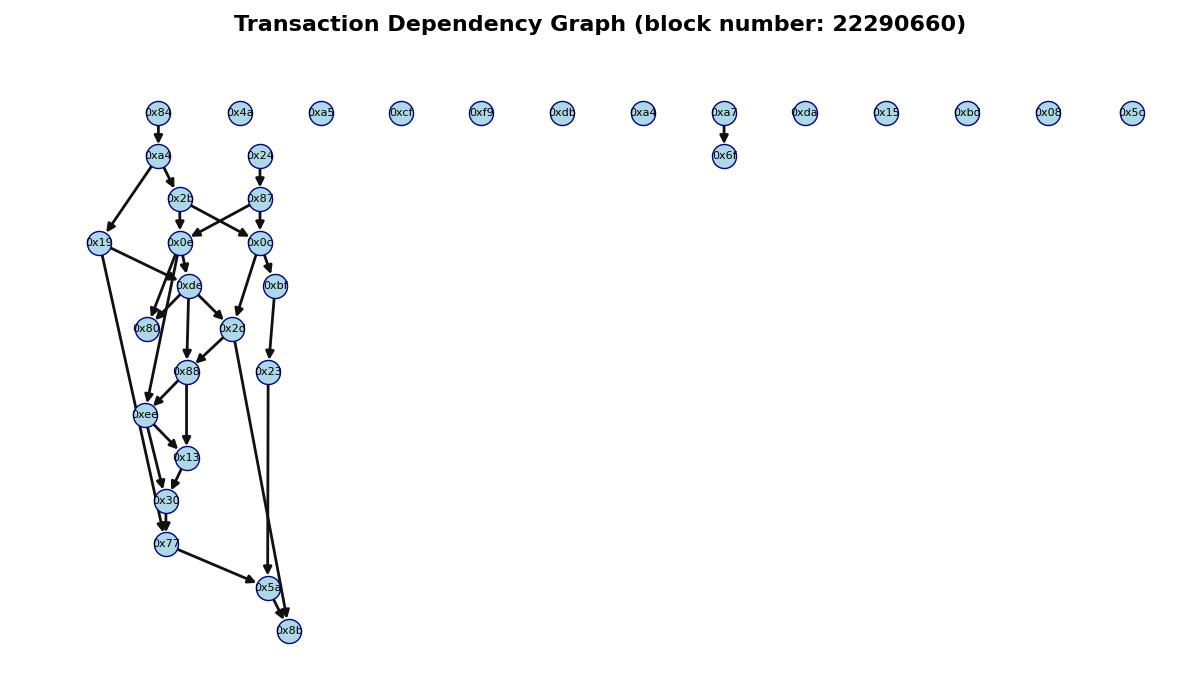 Transaction Dependency Graph (block number: 22290660)
0x84 0x4a 0xa5 0xcf 0xf9 0xdb 0xa4 0xa7 0xda 0x15 0xbd 0x08 0x5c
0xa4 0x24 0x6f
0x2b 0x87
0x19 0x0e 0x0c
0xde 0xbf
0x80 0x2d
0x88 0x23
0xee
0x13
0x30
0x77
0x5a
0x8b